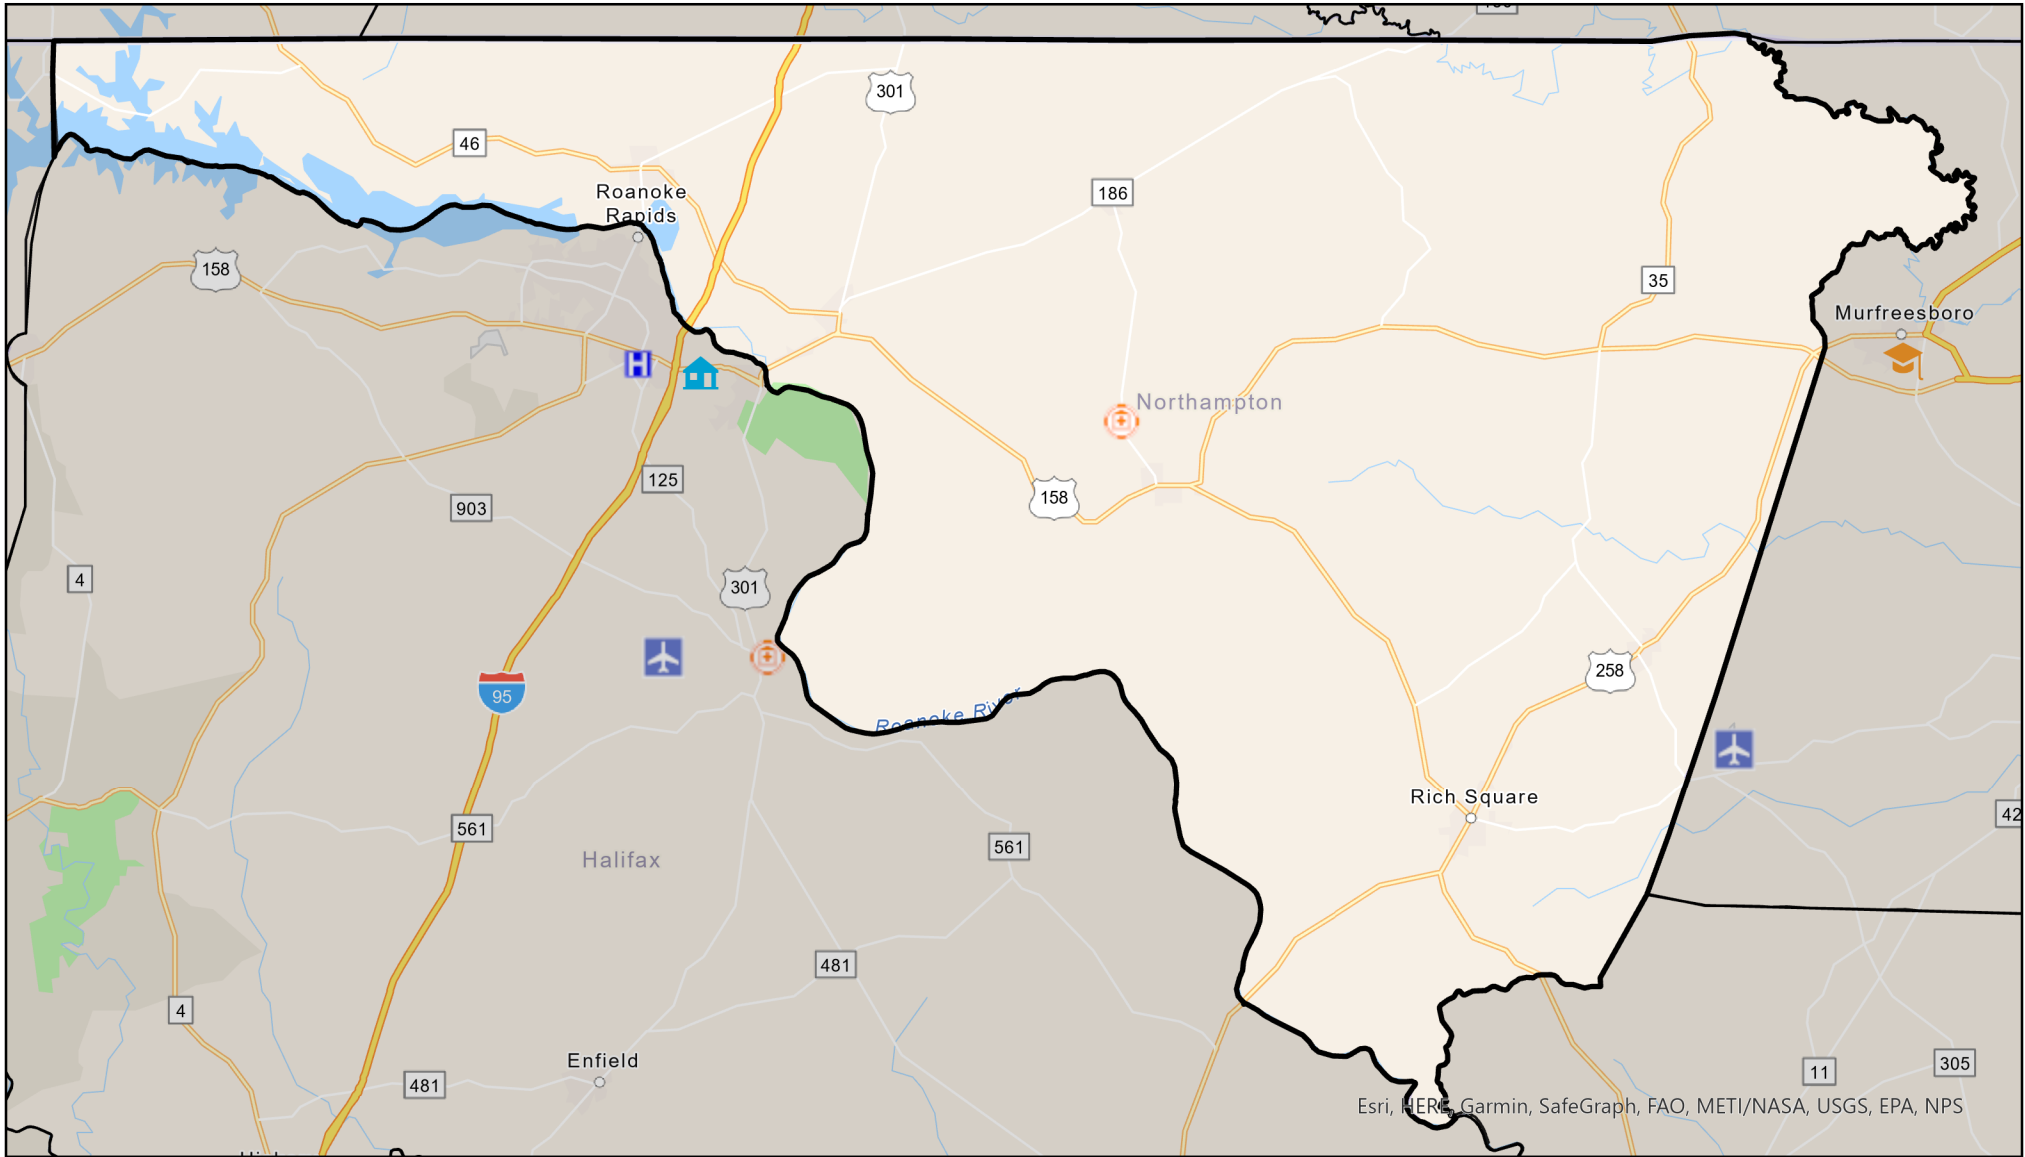 301
46
Roanoke
Rapids
186
158
35
Murfreesboro
H
Northampton
125
158
903
4
301
95
258
Roanoke River
Rich Square
561
42
Halifax
561
481
4
Enfield
481
11
305
Esri, HERE, Garmin, SafeGraph, FAO, METI/NASA, USGS, EPA, NPS